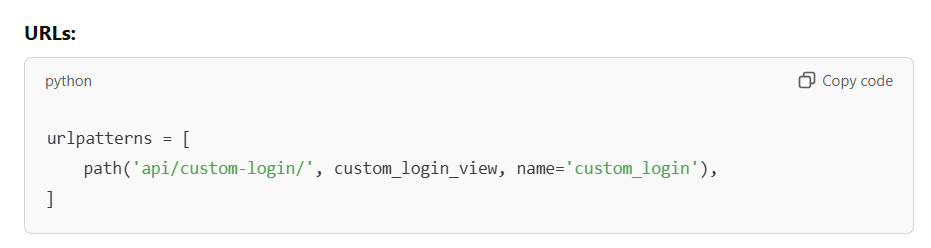 URLs:
python
Copy code
urlpatterns = [
    path('api/custom-login/', custom_login_view, name='custom_login'),
]